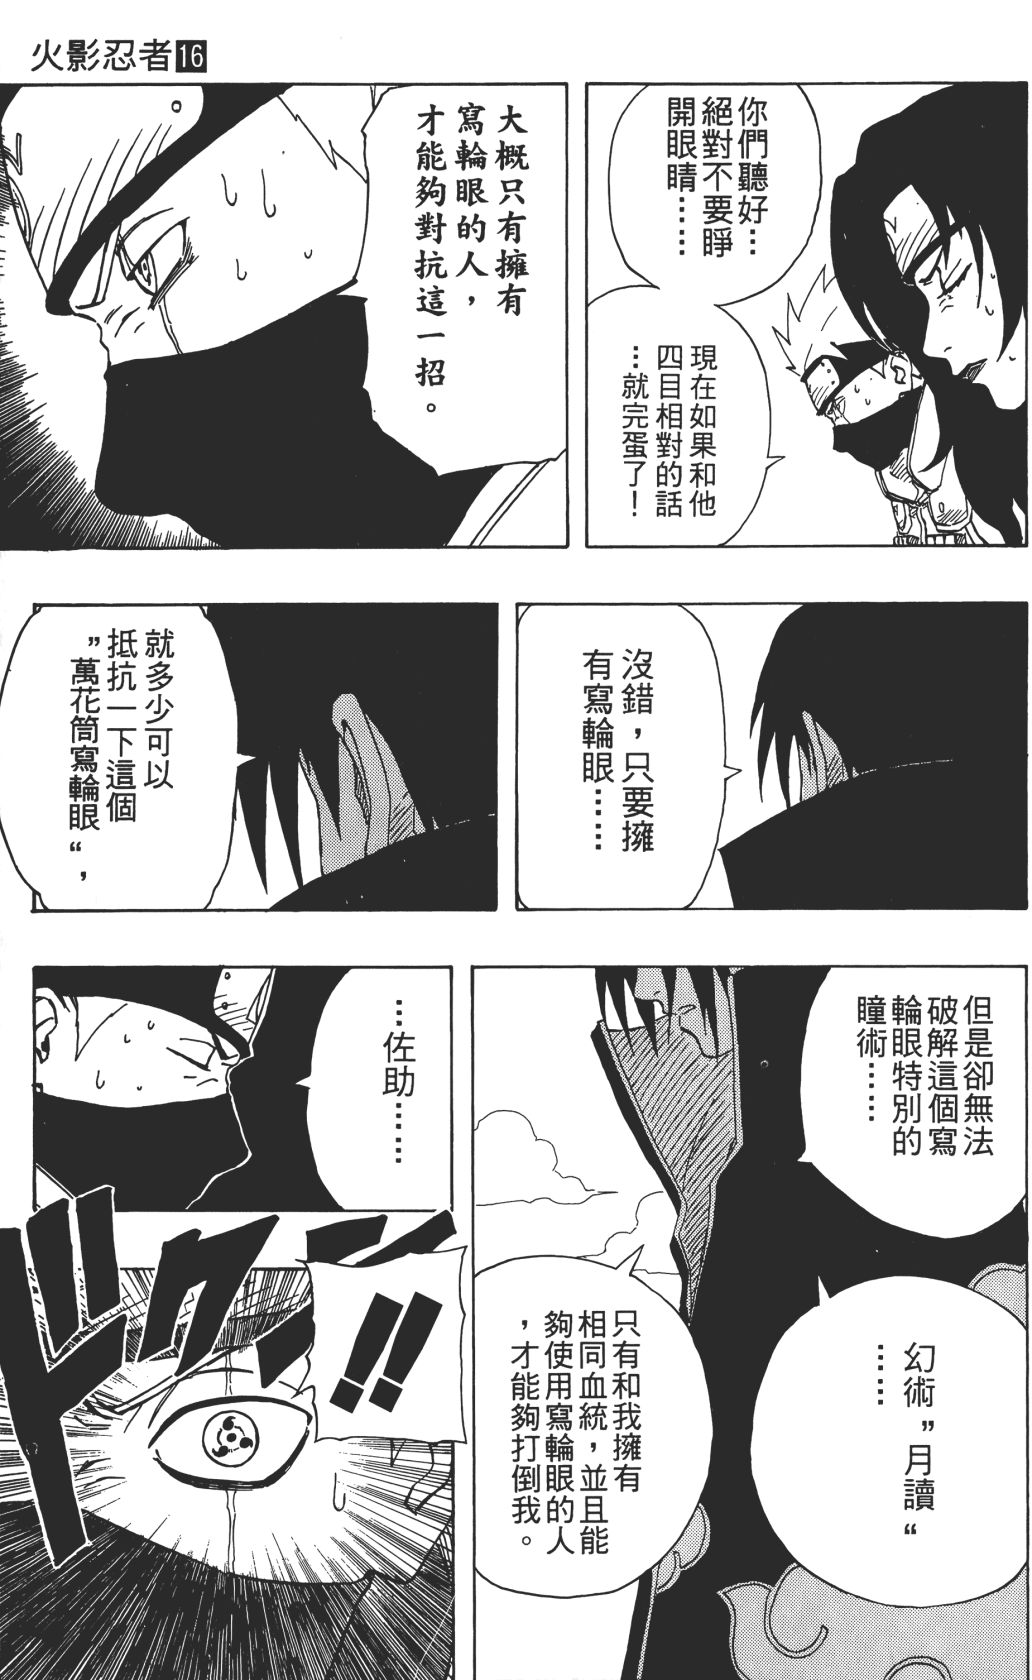 火影忍者16
你們聽好…
絕對不要睜
開眼睛……
現在如果和他
四目相對的話
…就完蛋了！
大概只有擁有
寫輪眼的人，
才能夠對抗這一招。
沒錯，只要擁
有寫輪眼……
就多少可以
抵抗一下這個
”萬花筒寫輪眼“，
但是卻無法
破解這個寫
輪眼特別的
瞳術……
幻術”月讀“
……
只有和我擁有
相同血統，並且能
夠使用寫輪眼的人
，才能夠打倒我。
…佐助……
!!
ドクン